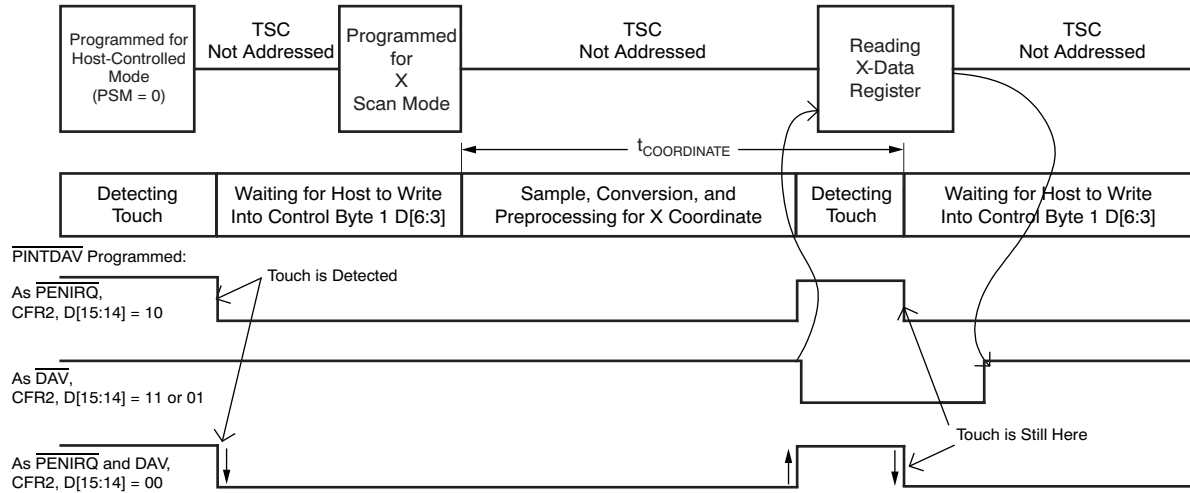 Programmed for
Host-Controlled
Mode
(PSM = 0)
TSC
Not Addressed
Programmed
for
X
Scan Mode
TSC
Not Addressed
Reading
X-Data
Register
TSC
Not Addressed
tCOORDINATE
Detecting
Touch
Waiting for Host to Write
Into Control Byte 1 D[6:3]
Sample, Conversion, and
Preprocessing for X Coordinate
Detecting
Touch
Waiting for Host to Write
Into Control Byte 1 D[6:3]
PINTDAV Programmed:
Touch is Detected
As PENIRQ,
CFR2, D[15:14] = 10
As DAV,
CFR2, D[15:14] = 11 or 01
Touch is Still Here
As PENIRQ and DAV,
CFR2, D[15:14] = 00